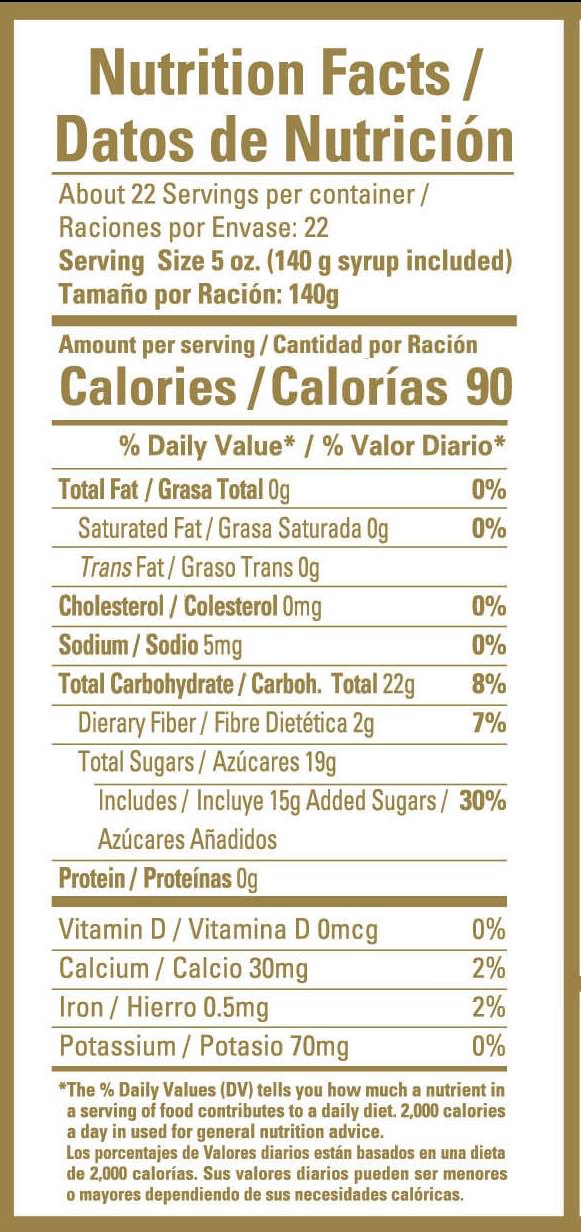 Nutrition Facts /
Datos de Nutrición
About 22 Servings per container /
Raciones por Envase: 22
Serving Size 5 oz. (140 g syrup included)
Tamaño por Ración: 140g
Amount per serving / Cantidad por Ración
Calories / Calorías 90
% Daily Value* / % Valor Diario*
Total Fat / Grasa Total 0g 0%
Saturated Fat / Grasa Saturada 0g 0%
Trans Fat / Graso Trans 0g
Cholesterol / Colesterol 0mg 0%
Sodium / Sodio 5mg 0%
Total Carbohydrate / Carboh. Total 22g 8%
Dierary Fiber / Fibre Dietética 2g 7%
Total Sugars / Azúcares 19g
Includes / Incluye 15g Added Sugars / 30%
Azúcares Añadidos
Protein / Proteínas 0g
Vitamin D / Vitamina D 0mcg 0%
Calcium / Calcio 30mg 2%
Iron / Hierro 0.5mg 2%
Potassium / Potasio 70mg 0%
*The % Daily Values (DV) tells you how much a nutrient in
a serving of food contributes to a daily diet. 2,000 calories
a day in used for general nutrition advice.
Los porcentajes de Valores diarios están basados en una dieta
de 2,000 calorías. Sus valores diarios pueden ser menores
o mayores dependiendo de sus necesidades calóricas.